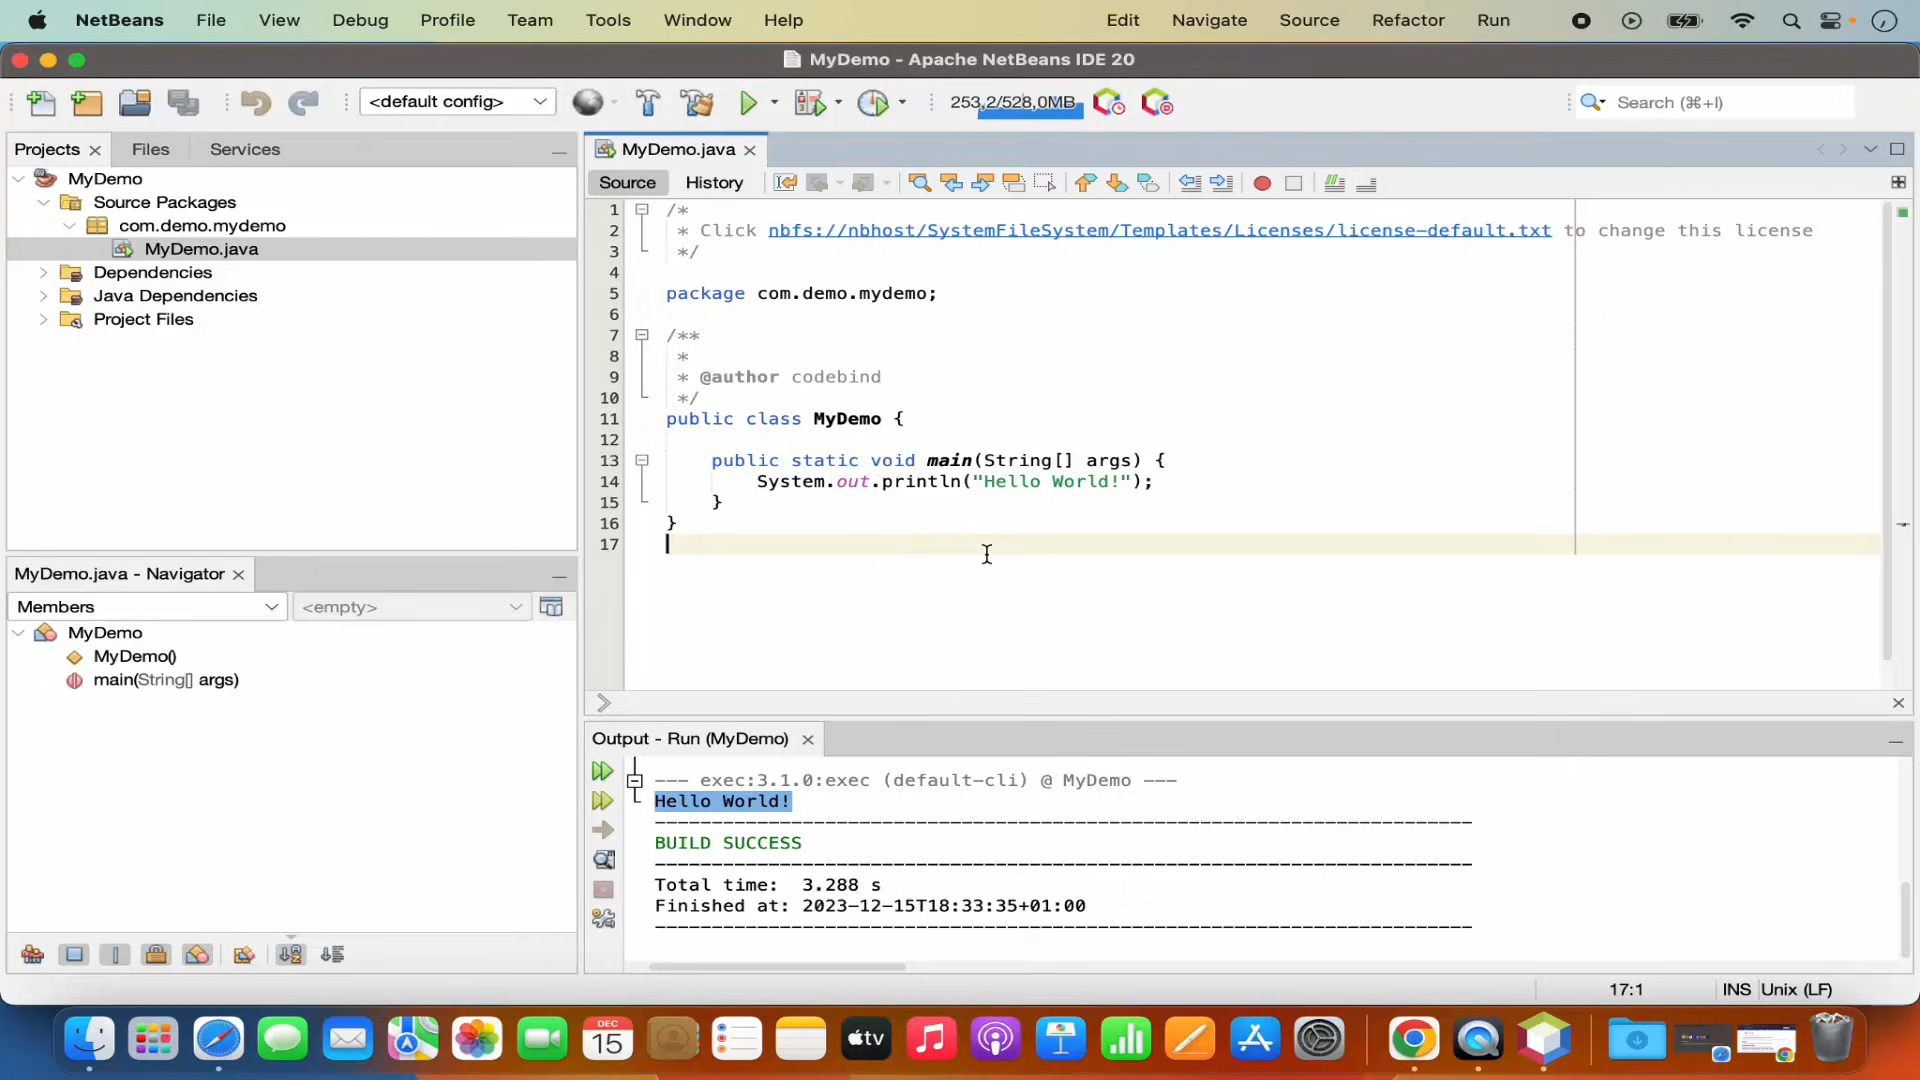 NetBeans File View Debug Profile Team Tools Window Help Edit Navigate Source Refactor Run
MyDemo - Apache NetBeans IDE 20
<default config> 253,2/528,0MB Search (⌘+I)
Projects Files Services
MyDemo
Source Packages
com.demo.mydemo
MyDemo.java
Dependencies
Java Dependencies
Project Files
MyDemo.java - Navigator
Members <empty>
MyDemo
MyDemo()
main(String[] args)
MyDemo.java
Source History
1 /*
2 * Click nbfs://nbhost/SystemFileSystem/Templates/Licenses/license-default.txt to change this license
3 */
4
5 package com.demo.mydemo;
6
7 /**
8 *
9 * @author codebind
10 */
11 public class MyDemo {
12
13 public static void main(String[] args) {
14 System.out.println("Hello World!");
15 }
16 }
17
Output - Run (MyDemo)
--- exec:3.1.0:exec (default-cli) @ MyDemo ---
Hello World!
------------------------------------------------------------------------
BUILD SUCCESS
------------------------------------------------------------------------
Total time: 3.288 s
Finished at: 2023-12-15T18:33:35+01:00
------------------------------------------------------------------------
17:1 INS Unix (LF)
DEC
15
tv